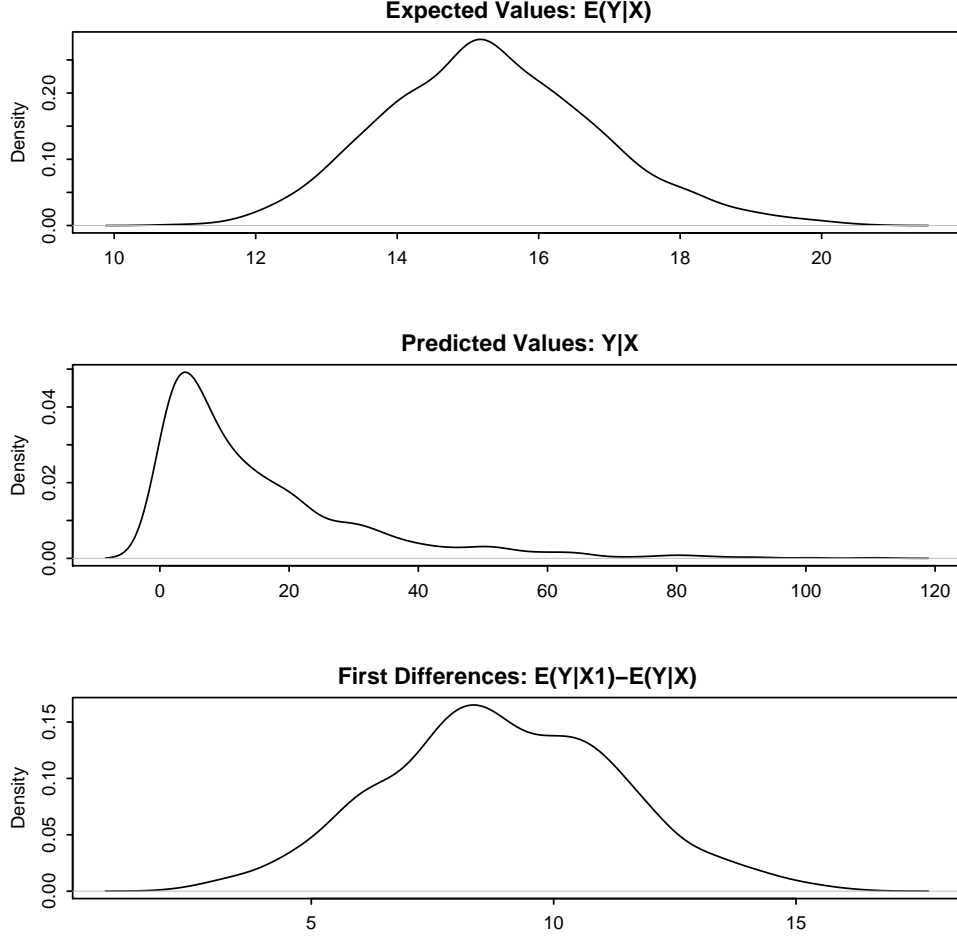 Expected Values: E(Y|X)
Density
0.00 0.10 0.20
10 12 14 16 18 20
Predicted Values: Y|X
Density
0.00 0.02 0.04
0 20 40 60 80 100 120
First Differences: E(Y|X1)−E(Y|X)
Density
0.00 0.05 0.10 0.15
5 10 15